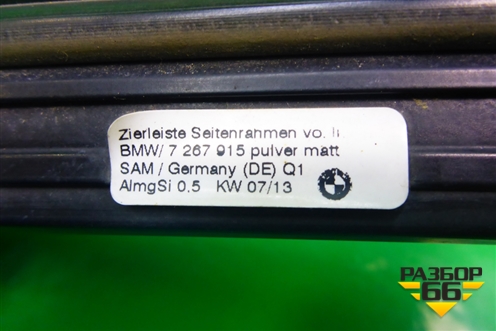 Zierleiste Seitenrahmen vo. li
BMW/ 7 267 915 pulver matt
SAM / Germany (DE) Q1
AlmgSi 0.5 KW 07/13
РАЗБОР
66